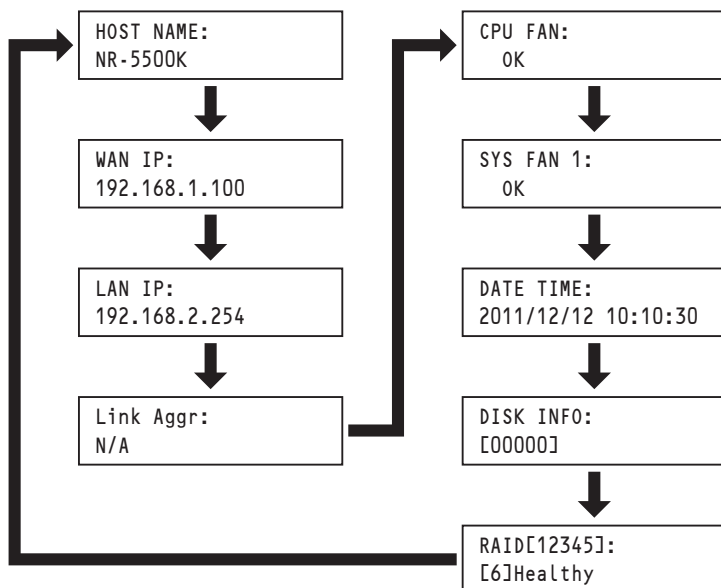 HOST NAME:
NR-5500K
WAN IP:
192.168.1.100
LAN IP:
192.168.2.254
Link Aggr:
N/A
CPU FAN:
OK
SYS FAN 1:
OK
DATE TIME:
2011/12/12 10:10:30
DISK INFO:
[OOOOO]
RAID[12345]:
[6]Healthy